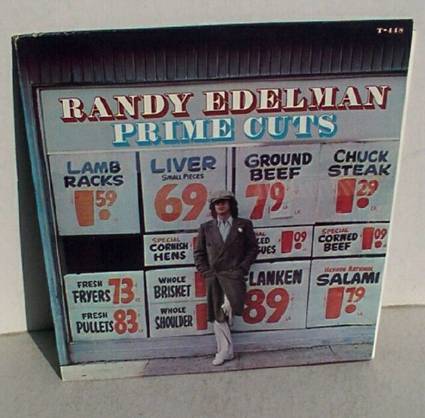 T-448
RANDY EDELMAN
PRIME CUTS
LAMB
RACKS
59
LIVER
SMALL PIECES
69
GROUND
BEEF
79
CHUCK
STEAK
1 29
SPECIAL
CORNISH
HENS
09
SPECIAL
CORNED
BEEF
1 09
FRESH
FRYERS 73
FRESH
PULLETS 83
WHOLE
BRISKET
WHOLE
SHOULDER
LANKEN
89
HEBREW NATIONAL
SALAMI
1 79